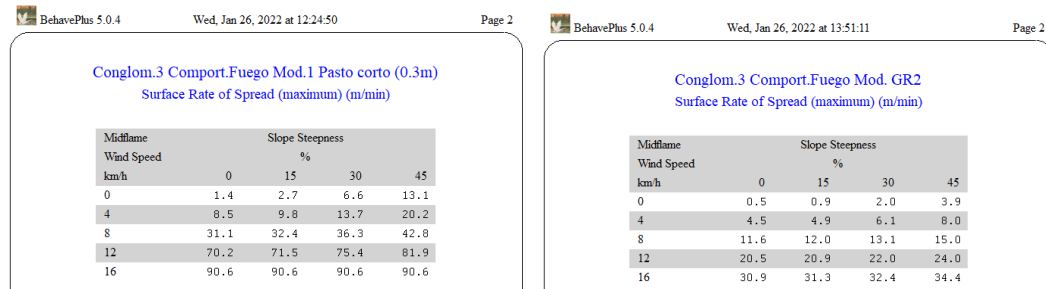 BehavePlus 5.0.4 Wed, Jan 26, 2022 at 12:24:50 Page 2
Conglom.3 Comport.Fuego Mod.1 Pasto corto (0.3m)
Surface Rate of Spread (maximum) (m/min)
Midflame Slope Steepness
Wind Speed %
km/h 0 15 30 45
0 1.4 2.7 6.6 13.1
4 8.5 9.8 13.7 20.2
8 31.1 32.4 36.3 42.8
12 70.2 71.5 75.4 81.9
16 90.6 90.6 90.6 90.6
BehavePlus 5.0.4 Wed, Jan 26, 2022 at 13:51:11 Page 2
Conglom.3 Comport.Fuego Mod. GR2
Surface Rate of Spread (maximum) (m/min)
Midflame Slope Steepness
Wind Speed %
km/h 0 15 30 45
0 0.5 0.9 2.0 3.9
4 4.5 4.9 6.1 8.0
8 11.6 12.0 13.1 15.0
12 20.5 20.9 22.0 24.0
16 30.9 31.3 32.4 34.4